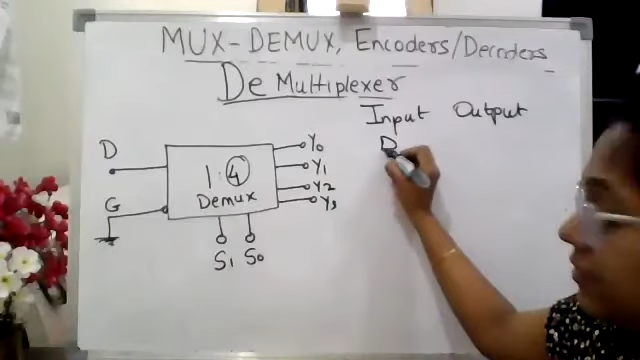 MUX-DEMUX, Encoders/Decoders
De Multiplexer
Input Output
D
D
Y0
Y1
1:4
Y2
Demux
Y3
G
S1 S0